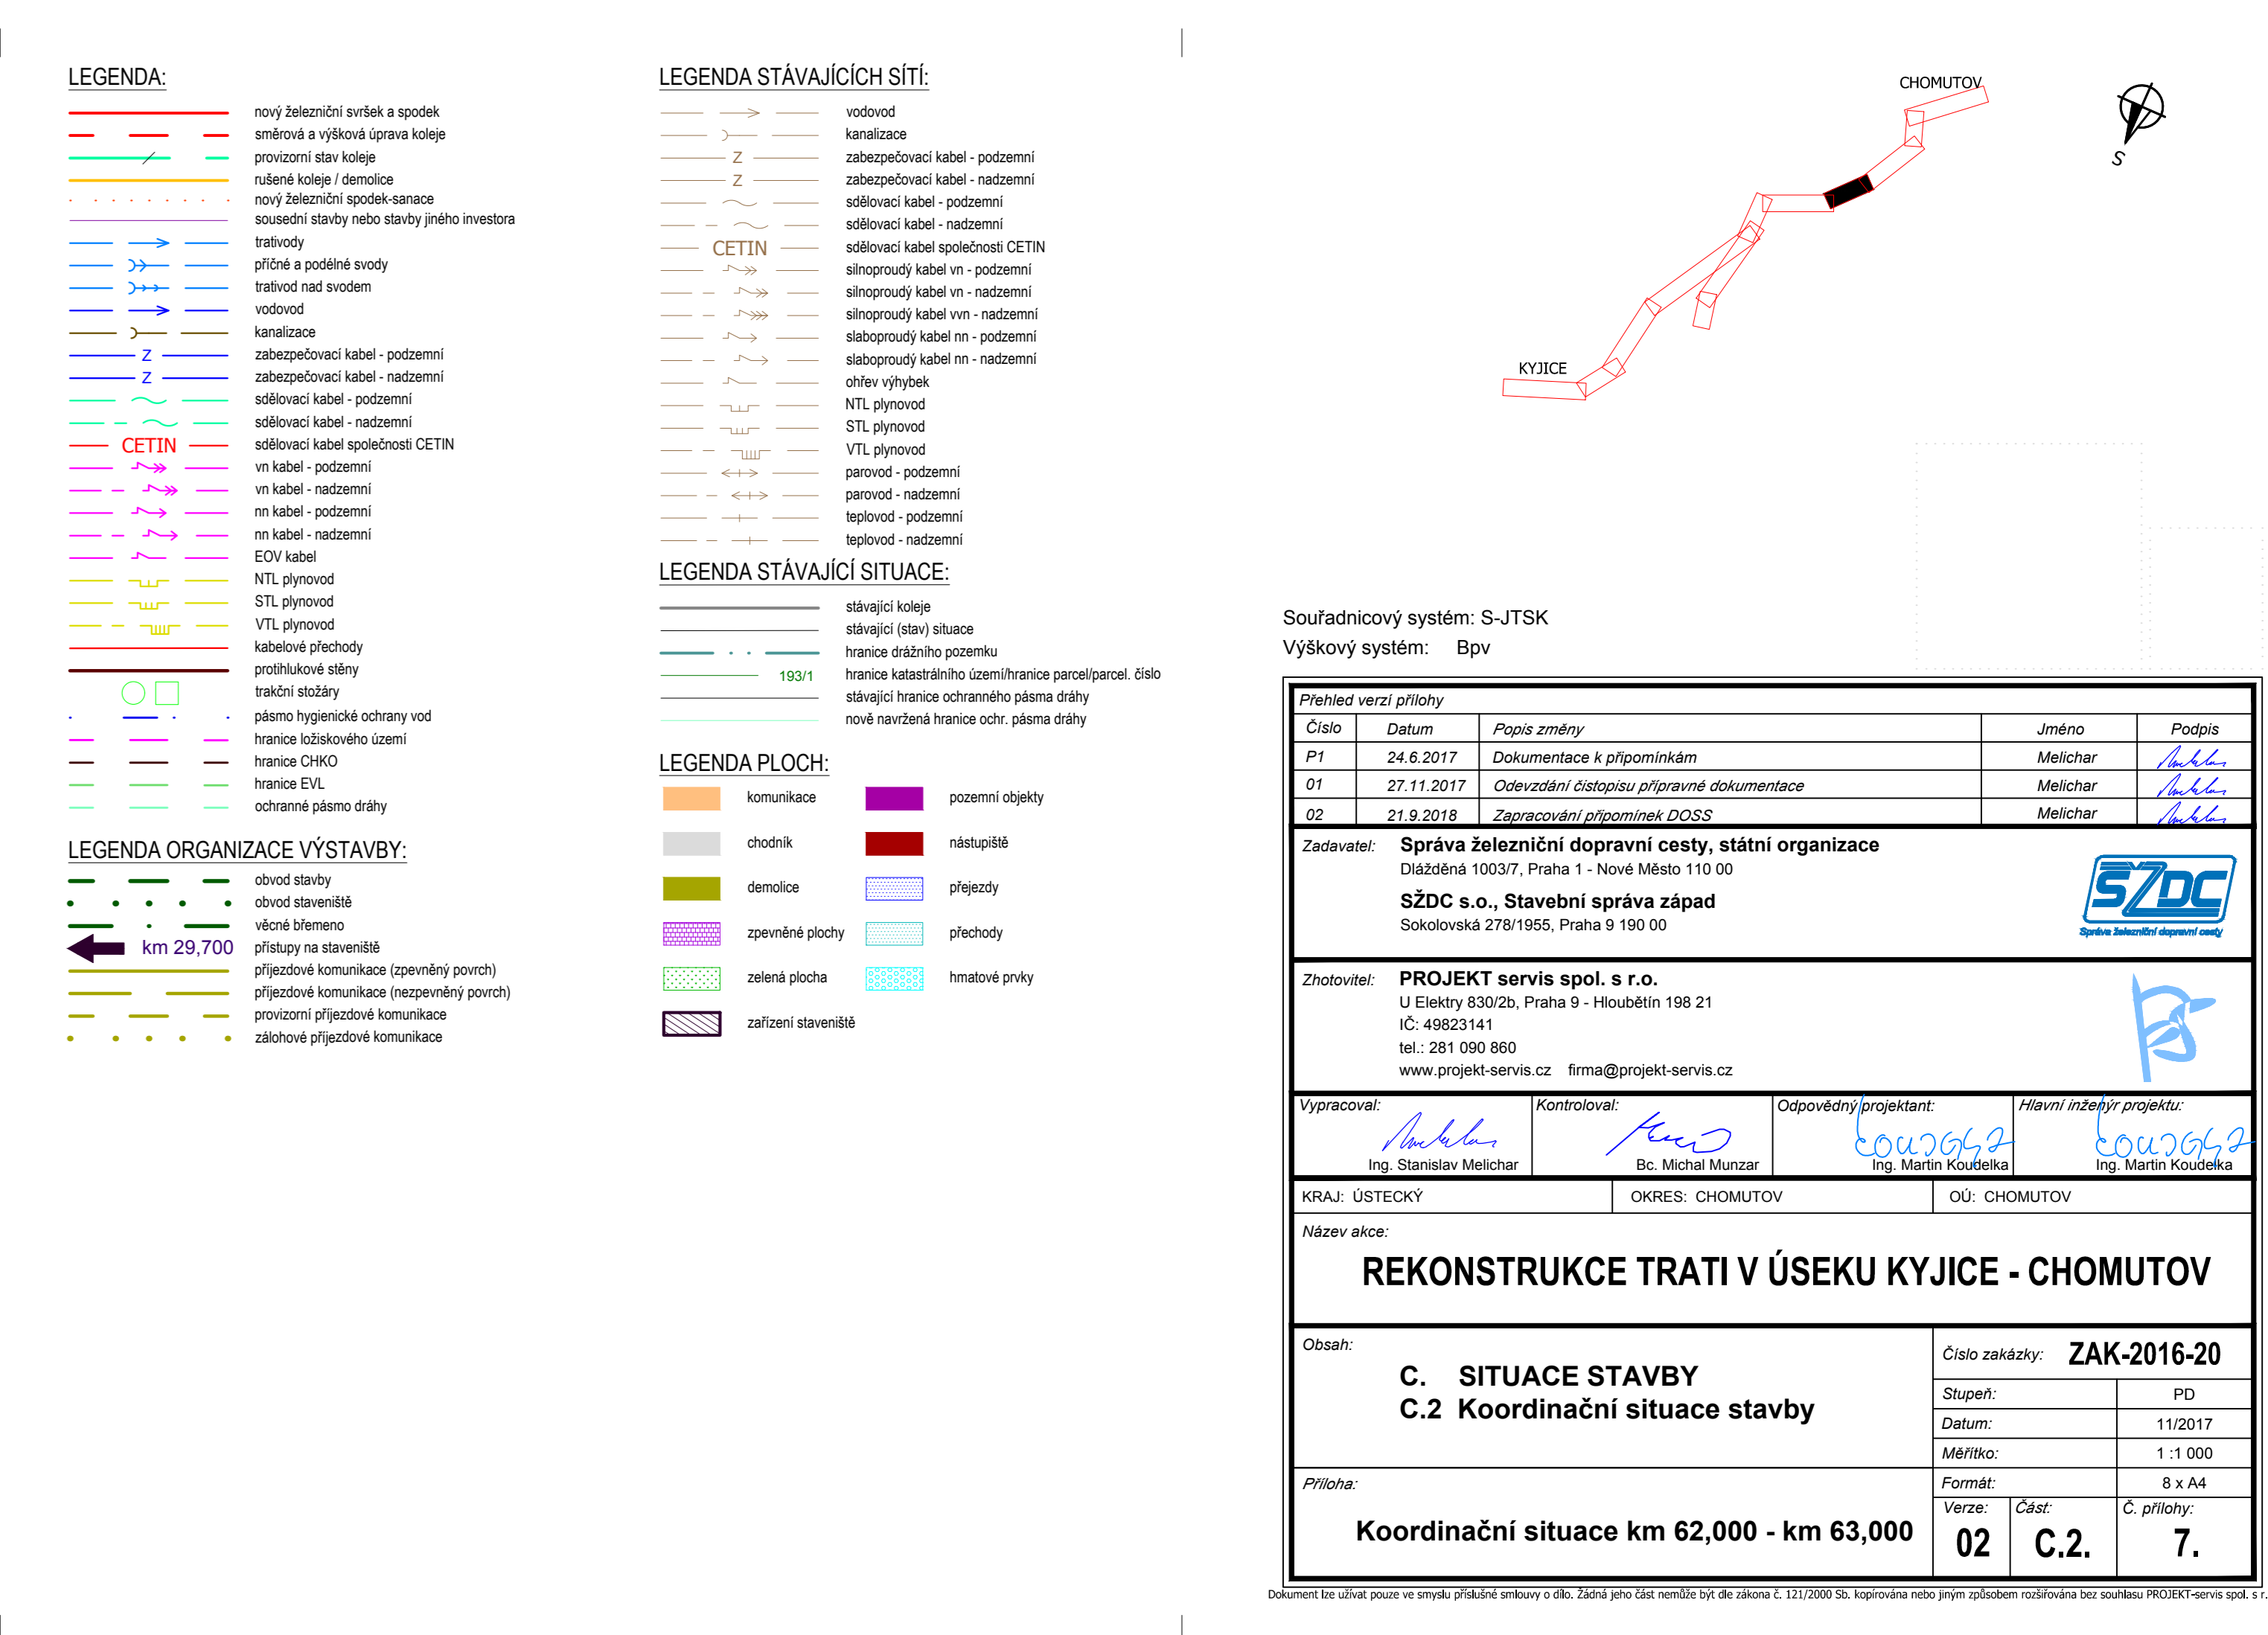 LEGENDA:
nový železniční svršek a spodek
směrová a výšková úprava koleje
provizorní stav koleje
rušené koleje / demolice
nový železniční spodek-sanace
sousední stavby nebo stavby jiného investora
trativody
příčné a podélné svody
trativod nad svodem
vodovod
kanalizace
Z zabezpečovací kabel - podzemní
Z zabezpečovací kabel - nadzemní
sdělovací kabel - podzemní
sdělovací kabel - nadzemní
CETIN sdělovací kabel společnosti CETIN
vn kabel - podzemní
vn kabel - nadzemní
nn kabel - podzemní
nn kabel - nadzemní
EOV kabel
NTL plynovod
STL plynovod
VTL plynovod
kabelové přechody
protihlukové stěny
trakční stožáry
pásmo hygienické ochrany vod
hranice ložiskového území
hranice CHKO
hranice EVL
ochranné pásmo dráhy
LEGENDA ORGANIZACE VÝSTAVBY:
obvod stavby
obvod staveniště
věcné břemeno
km 29,700 přístupy na staveniště
příjezdové komunikace (zpevněný povrch)
příjezdové komunikace (nezpevněný povrch)
provizorní příjezdové komunikace
zálohové příjezdové komunikace
LEGENDA STÁVAJÍCÍCH SÍTÍ:
vodovod
kanalizace
Z zabezpečovací kabel - podzemní
Z zabezpečovací kabel - nadzemní
sdělovací kabel - podzemní
sdělovací kabel - nadzemní
CETIN sdělovací kabel společnosti CETIN
silnoproudý kabel vn - podzemní
silnoproudý kabel vn - nadzemní
silnoproudý kabel vvn - nadzemní
slaboproudý kabel nn - podzemní
slaboproudý kabel nn - nadzemní
ohřev výhybek
NTL plynovod
STL plynovod
VTL plynovod
parovod - podzemní
parovod - nadzemní
teplovod - podzemní
teplovod - nadzemní
LEGENDA STÁVAJÍCÍ SITUACE:
stávající koleje
stávající (stav) situace
hranice drážního pozemku
193/1 hranice katastrálního území/hranice parcel/parcel. číslo
stávající hranice ochranného pásma dráhy
nově navržená hranice ochr. pásma dráhy
LEGENDA PLOCH:
komunikace pozemní objekty
chodník nástupiště
demolice přejezdy
zpevněné plochy přechody
zelená plocha hmatové prvky
zařízení staveniště
CHOMUTOV
S
KYJICE
Souřadnicový systém: S-JTSK
Výškový systém: Bpv
Přehled verzí přílohy
Číslo Datum Popis změny Jméno Podpis
P1 24.6.2017 Dokumentace k připomínkám Melichar
01 27.11.2017 Odevzdání čistopisu přípravné dokumentace Melichar
02 21.9.2018 Zapracování připomínek DOSS Melichar
Zadavatel: Správa železniční dopravní cesty, státní organizace
Dlážděná 1003/7, Praha 1 - Nové Město 110 00
SŽDC s.o., Stavební správa západ
Sokolovská 278/1955, Praha 9 190 00
SŽDC
Správa železniční dopravní cesty
Zhotovitel: PROJEKT servis spol. s r.o.
U Elektry 830/2b, Praha 9 - Hloubětín 198 21
IČ: 49823141
tel.: 281 090 860
www.projekt-servis.cz firma@projekt-servis.cz
Vypracoval: Kontroloval: Odpovědný projektant: Hlavní inženýr projektu:
Ing. Stanislav Melichar Bc. Michal Munzar Ing. Martin Koudelka Ing. Martin Koudelka
KRAJ: ÚSTECKÝ OKRES: CHOMUTOV OÚ: CHOMUTOV
Název akce:
REKONSTRUKCE TRATI V ÚSEKU KYJICE - CHOMUTOV
Obsah:
C. SITUACE STAVBY
C.2 Koordinační situace stavby
Číslo zakázky: ZAK-2016-20
Stupeň: PD
Datum: 11/2017
Měřítko: 1 :1 000
Formát: 8 x A4
Příloha:
Koordinační situace km 62,000 - km 63,000
Verze: Část: Č. přílohy:
02 C.2. 7.
Dokument lze užívat pouze ve smyslu příslušné smlouvy o dílo. Žádná jeho část nemůže být dle zákona č. 121/2000 Sb. kopírována nebo jiným způsobem rozšiřována bez souhlasu PROJEKT-servis spol. s r.